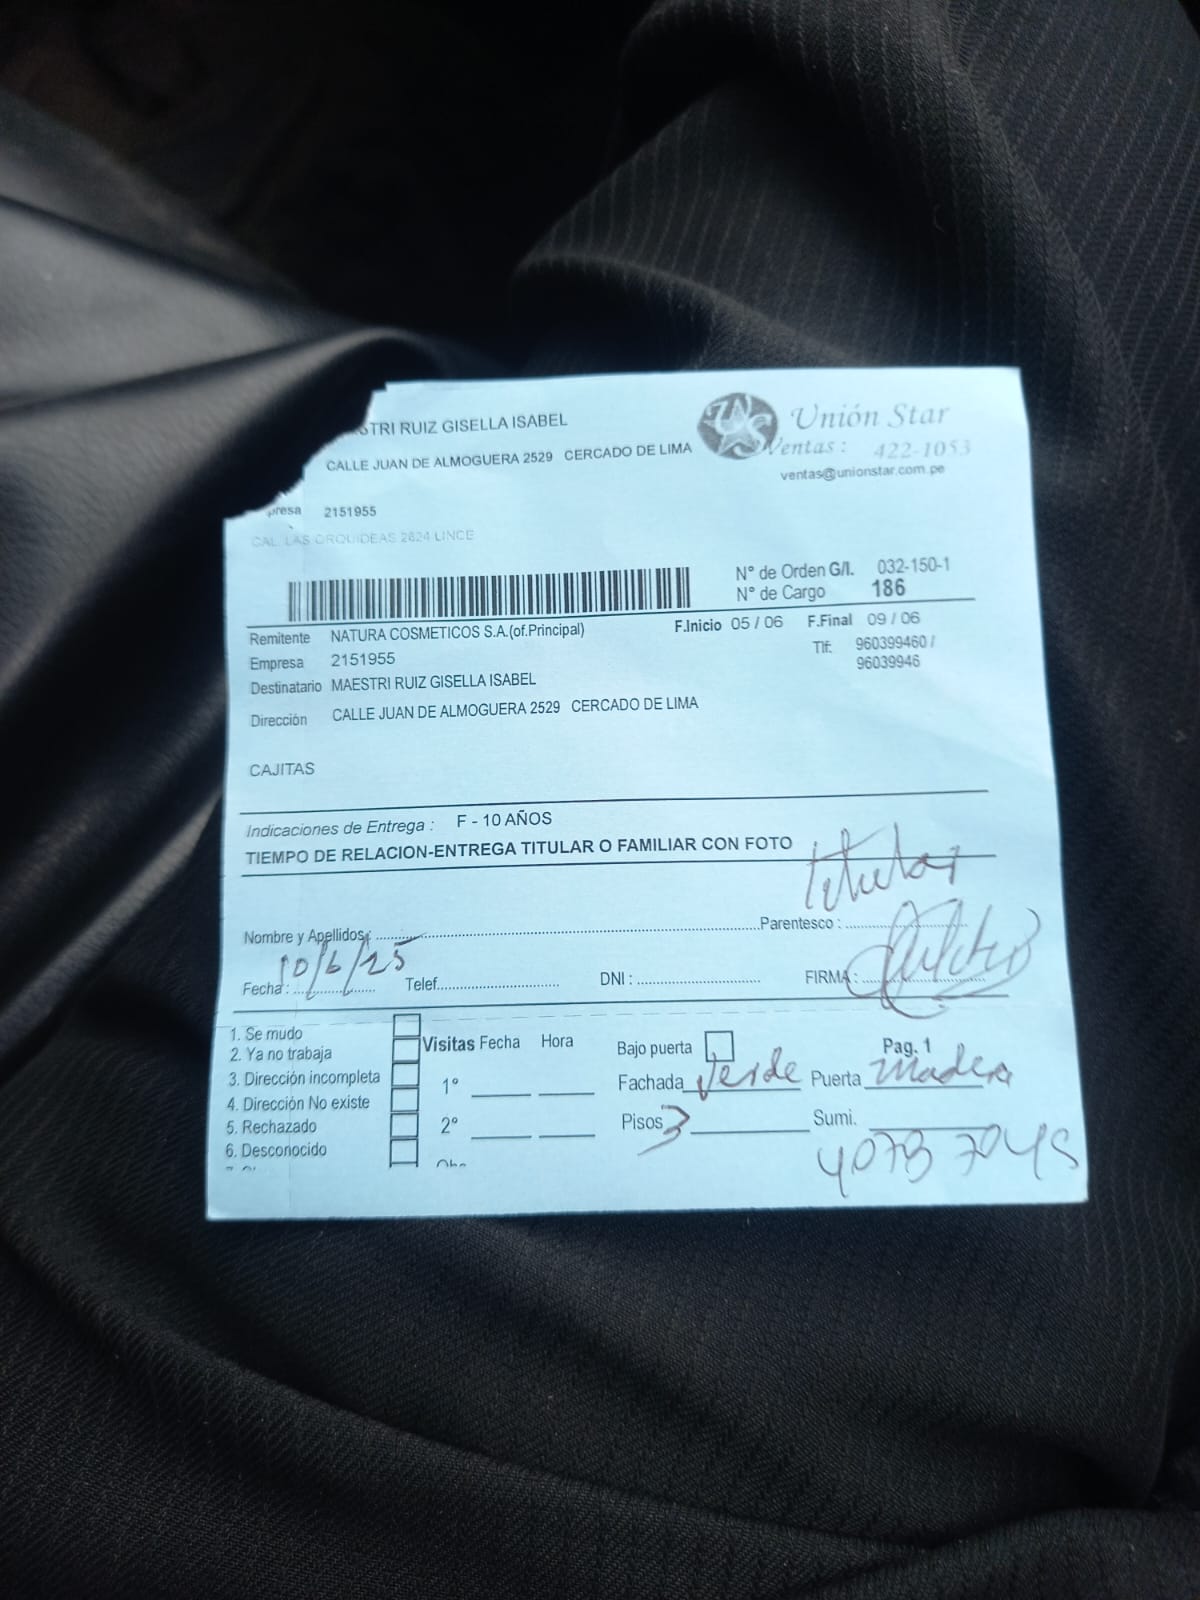 STRI RUIZ GISELLA ISABEL
CALLE JUAN DE ALMOGUERA 2529 CERCADO DE LIMA
Unión Star
Ventas : 422-1053
ventas@unionstar.com.pe
presa 2151955
CAL. LAS ORQUIDEAS 2624 LINCE
N° de Orden G/I. 032-150-1
N° de Cargo 186
Remitente NATURA COSMETICOS S.A.(of.Principal)
F.Inicio 05 / 06 F.Final 09 / 06
Empresa 2151955
Tlf: 960399460 /
96039946
Destinatario MAESTRI RUIZ GISELLA ISABEL
Dirección CALLE JUAN DE ALMOGUERA 2529 CERCADO DE LIMA
CAJITAS
Indicaciones de Entrega : F - 10 AÑOS
TIEMPO DE RELACION-ENTREGA TITULAR O FAMILIAR CON FOTO
titular
Nombre y Apellidos: Parentesco :
Fecha : 10/6/25 Telef. DNI : FIRMA:
1. Se mudo
2. Ya no trabaja
3. Dirección incompleta
4. Dirección No existe
5. Rechazado
6. Desconocido
Visitas Fecha Hora
1°
2°
Bajo puerta Pag. 1
Fachada Verde Puerta madera
Pisos 3 Sumi.
40787045